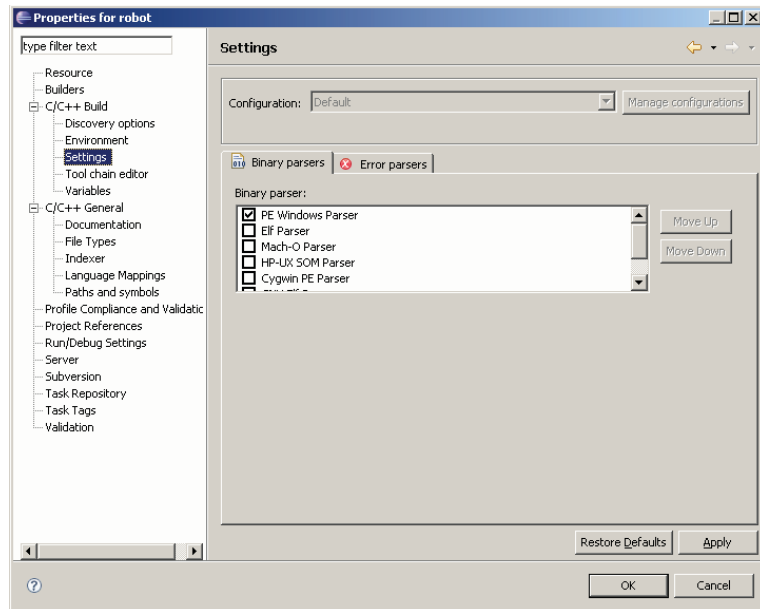 Properties for robot
type filter text
Resource
Builders
C/C++ Build
Discovery options
Environment
Settings
Tool chain editor
Variables
C/C++ General
Documentation
File Types
Indexer
Language Mappings
Paths and symbols
Profile Compliance and Validatic
Project References
Run/Debug Settings
Server
Subversion
Task Repository
Task Tags
Validation
Settings
Configuration: Default
Manage configurations
Binary parsers
Error parsers
Binary parser:
PE Windows Parser
Elf Parser
Mach-O Parser
HP-UX SOM Parser
Cygwin PE Parser
Move Up
Move Down
Restore Defaults
Apply
OK
Cancel